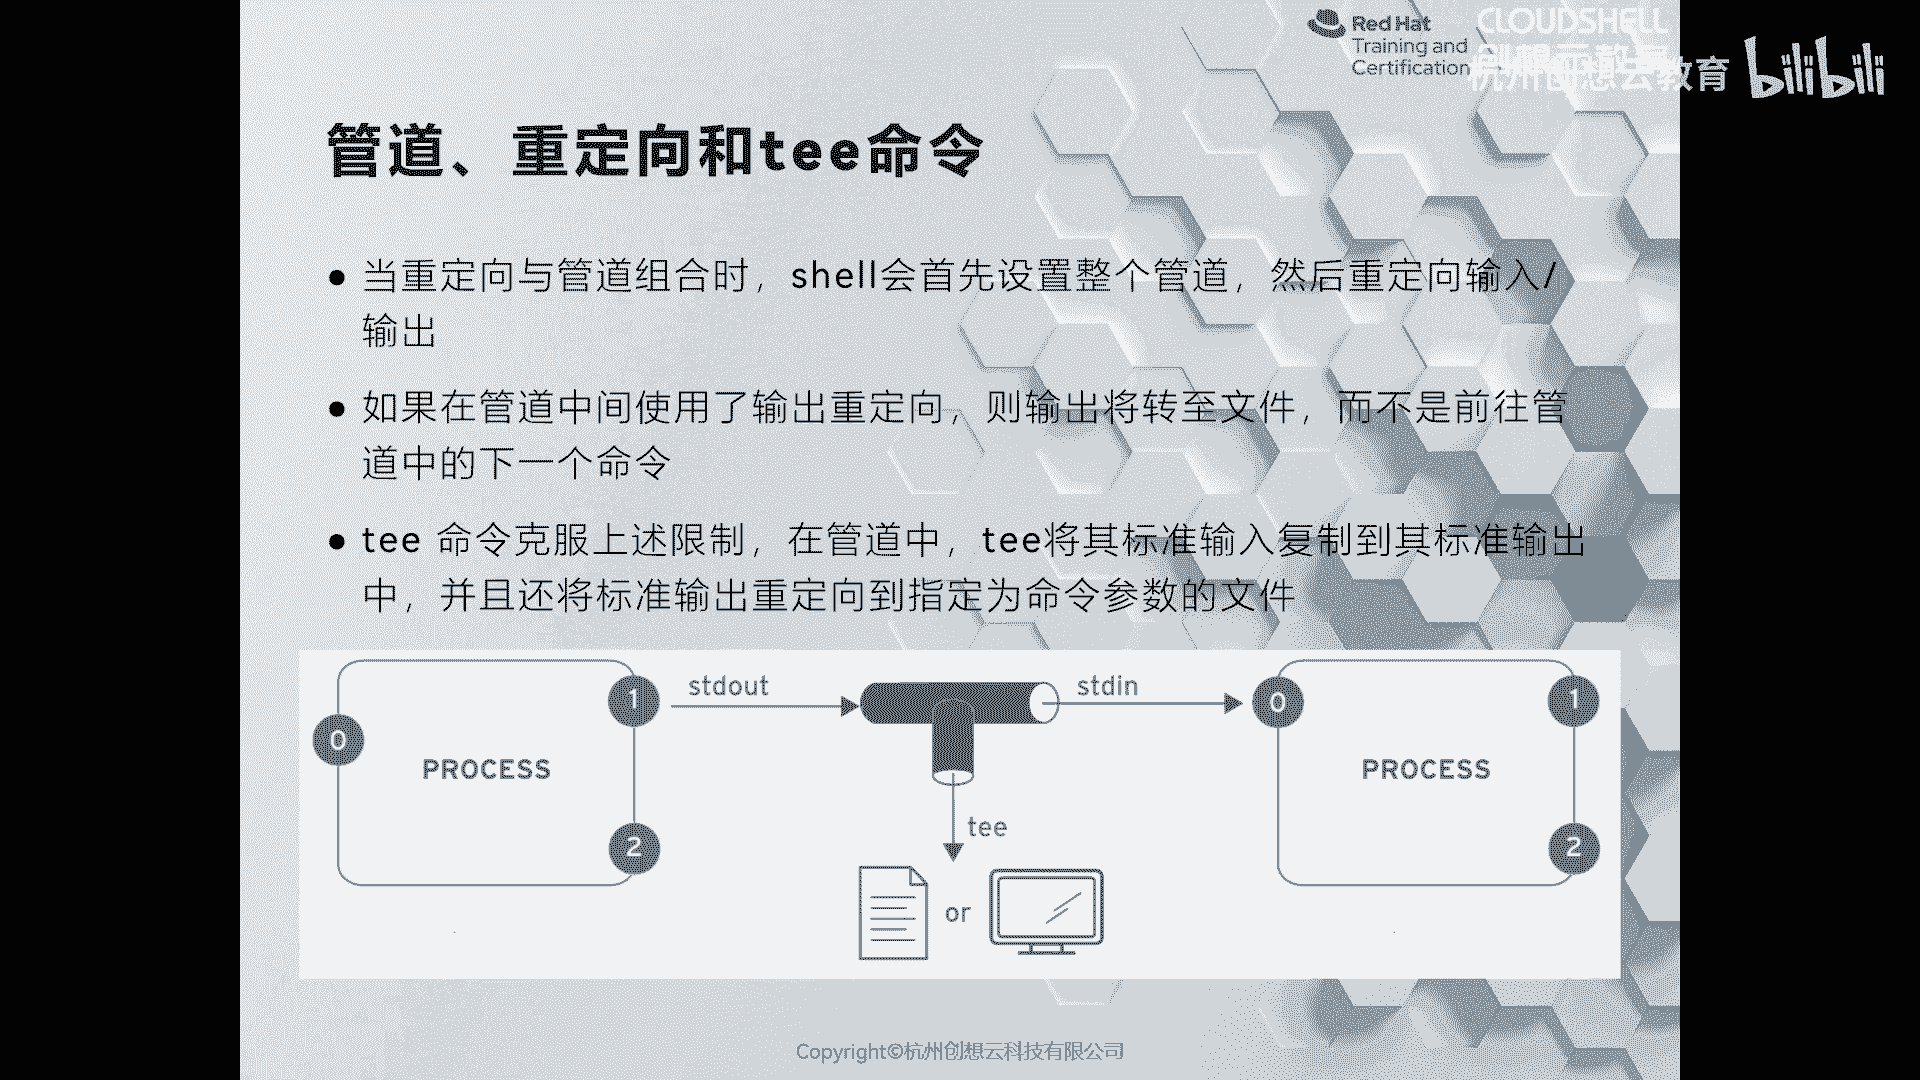 Red Hat
Training and
Certification
CLOUDSHELL
杭州创想云教育
bilibili
管道、重定向和tee命令
● 当重定向与管道组合时，shell会首先设置整个管道，然后重定向输入/
输出
● 如果在管道中间使用了输出重定向，则输出将转至文件，而不是前往管
道中的下一个命令
● tee 命令克服上述限制，在管道中，tee将其标准输入复制到其标准输出
中，并且还将标准输出重定向到指定为命令参数的文件
0
PROCESS
1
2
stdout
stdin
tee
or
0
PROCESS
1
2
Copyright©杭州创想云科技有限公司